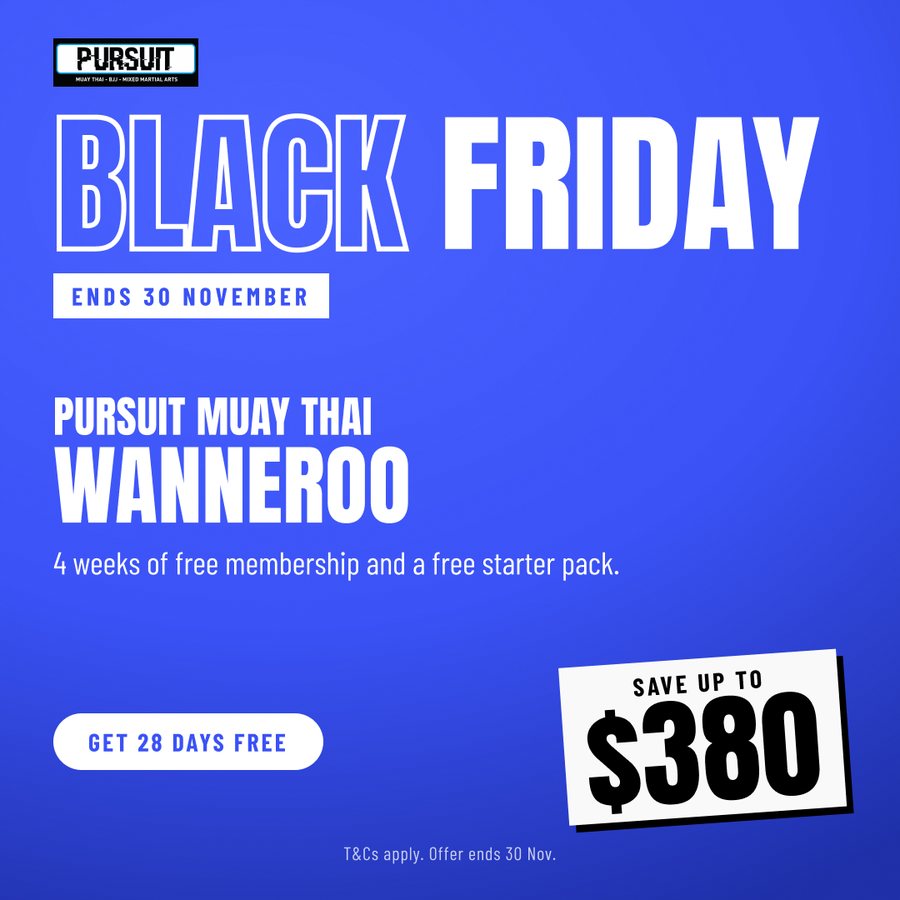 PURSUIT
MUAY THAI • BJJ • MIXED MARTIAL ARTS
BLACK FRIDAY
ENDS 30 NOVEMBER
PURSUIT MUAY THAI
WANNEROO
4 weeks of free membership and a free starter pack.
SAVE UP TO
$380
GET 28 DAYS FREE
T&Cs apply. Offer ends 30 Nov.